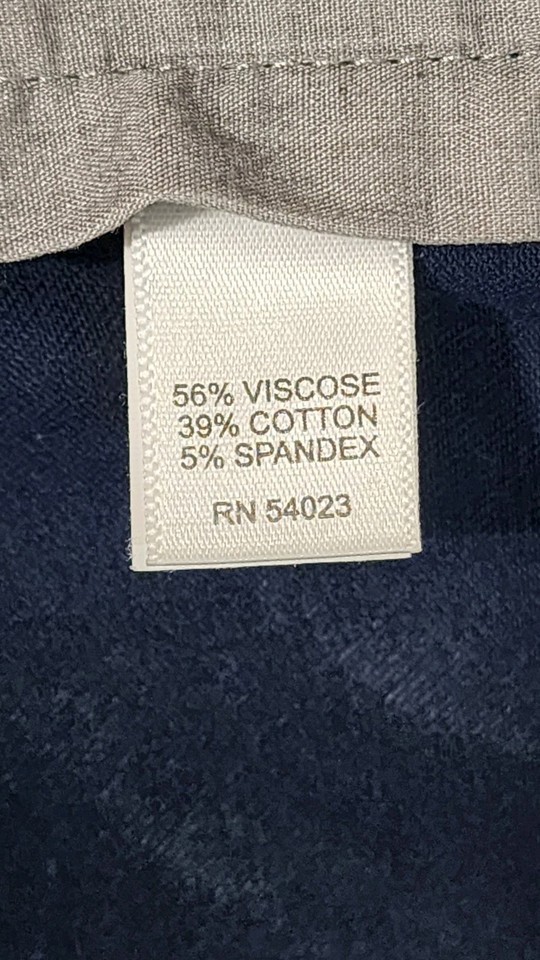 56% VISCOSE
39% COTTON
5% SPANDEX
RN 54023